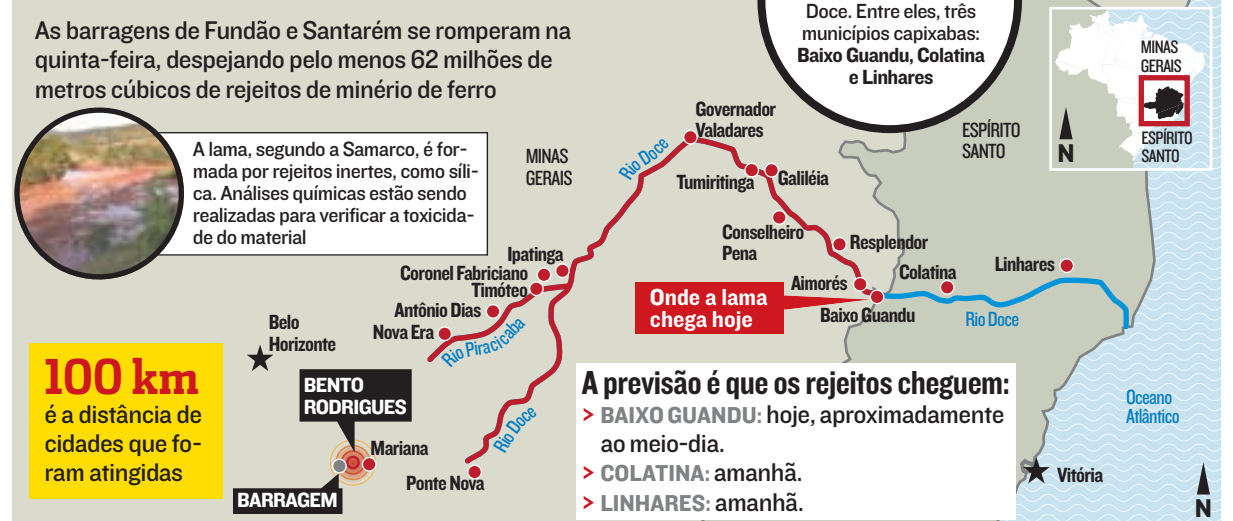 As barragens de Fundão e Santarém se romperam na
quinta-feira, despejando pelo menos 62 milhões de
metros cúbicos de rejeitos de minério de ferro
Doce. Entre eles, três
municípios capixabas:
Baixo Guandu, Colatina
e Linhares
MINAS
GERAIS
ESPÍRITO
SANTO
N
A lama, segundo a Samarco, é for-
mada por rejeitos inertes, como síli-
ca. Análises químicas estão sendo
realizadas para verificar a toxicida-
de do material
MINAS
GERAIS
ESPÍRITO
SANTO
Governador
Valadares
Rio Doce
Tumiritinga
Galiléia
Conselheiro
Pena
Resplendor
Ipatinga
Coronel Fabriciano
Timóteo
Antônio Dias
Nova Era
Rio Piracicaba
Aimorés
Colatina
Linhares
Onde a lama
chega hoje
Baixo Guandu
Rio Doce
Belo
Horizonte
100 km
é a distância de
cidades que fo-
ram atingidas
BENTO
RODRIGUES
Mariana
BARRAGEM
Rio Doce
Ponte Nova
A previsão é que os rejeitos cheguem:
> BAIXO GUANDU: hoje, aproximadamente
ao meio-dia.
> COLATINA: amanhã.
> LINHARES: amanhã.
Oceano
Atlântico
Vitória
N